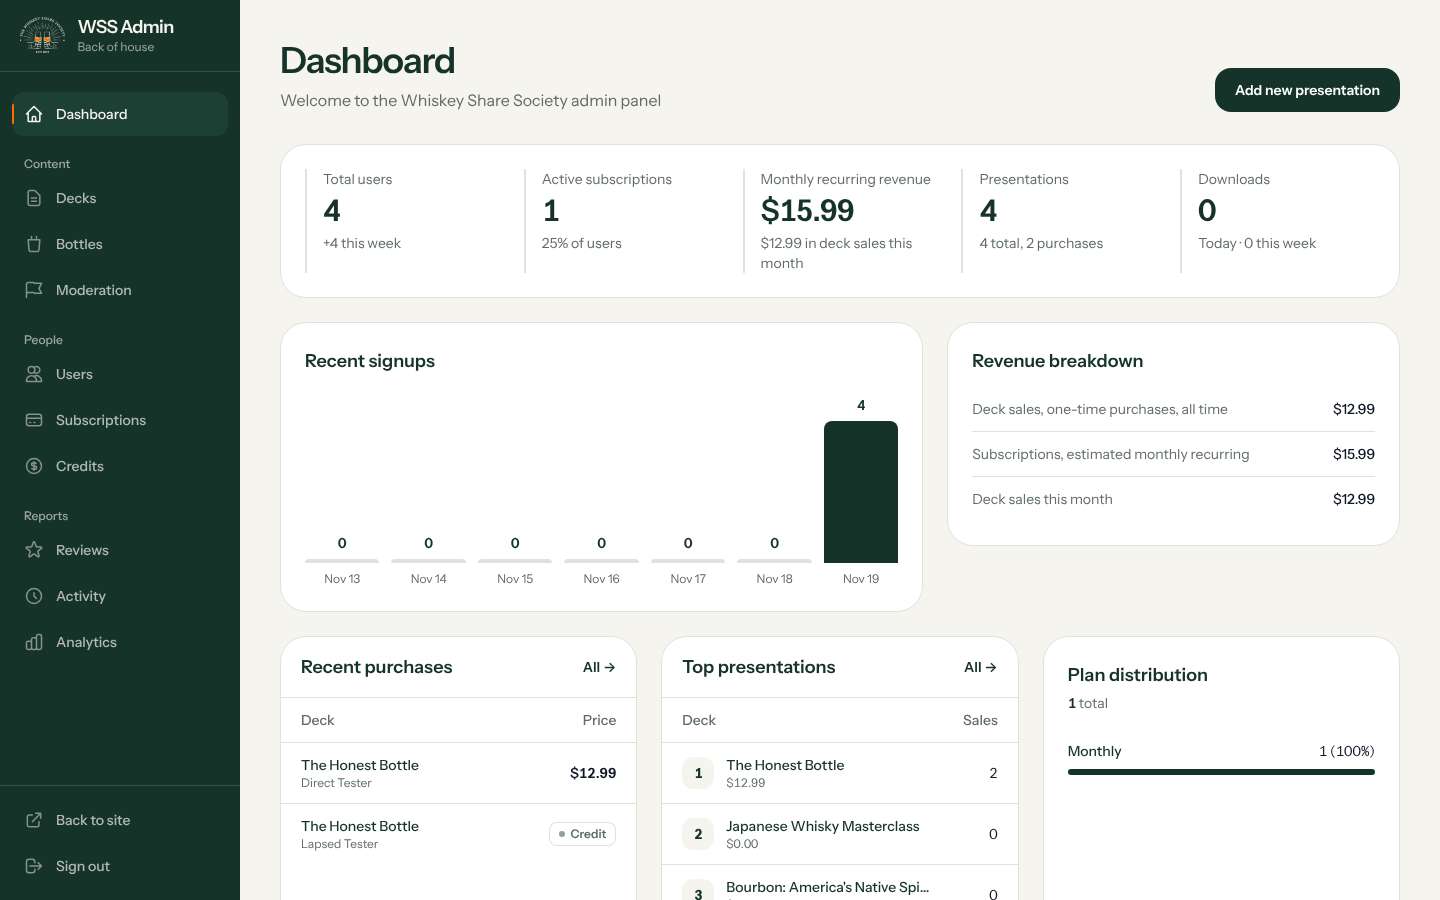 WSS Admin
Back of house
Dashboard
Content
Decks
Bottles
Moderation
People
Users
Subscriptions
Credits
Reports
Reviews
Activity
Analytics
Back to site
Sign out
Dashboard
Welcome to the Whiskey Share Society admin panel
Add new presentation
Total users
4
+4 this week
Active subscriptions
1
25% of users
Monthly recurring revenue
$15.99
$12.99 in deck sales this
month
Presentations
4
4 total, 2 purchases
Downloads
0
Today · 0 this week
Recent signups
0 0 0 0 0 0 4
Nov 13 Nov 14 Nov 15 Nov 16 Nov 17 Nov 18 Nov 19
Revenue breakdown
Deck sales, one-time purchases, all time $12.99
Subscriptions, estimated monthly recurring $15.99
Deck sales this month $12.99
Recent purchases All →
Deck Price
The Honest Bottle
Direct Tester
$12.99
The Honest Bottle
Lapsed Tester
Credit
Top presentations All →
Deck Sales
1 The Honest Bottle 2
$12.99
2 Japanese Whisky Masterclass 0
$0.00
3 Bourbon: America's Native Spi... 0
Plan distribution
1 total
Monthly 1 (100%)